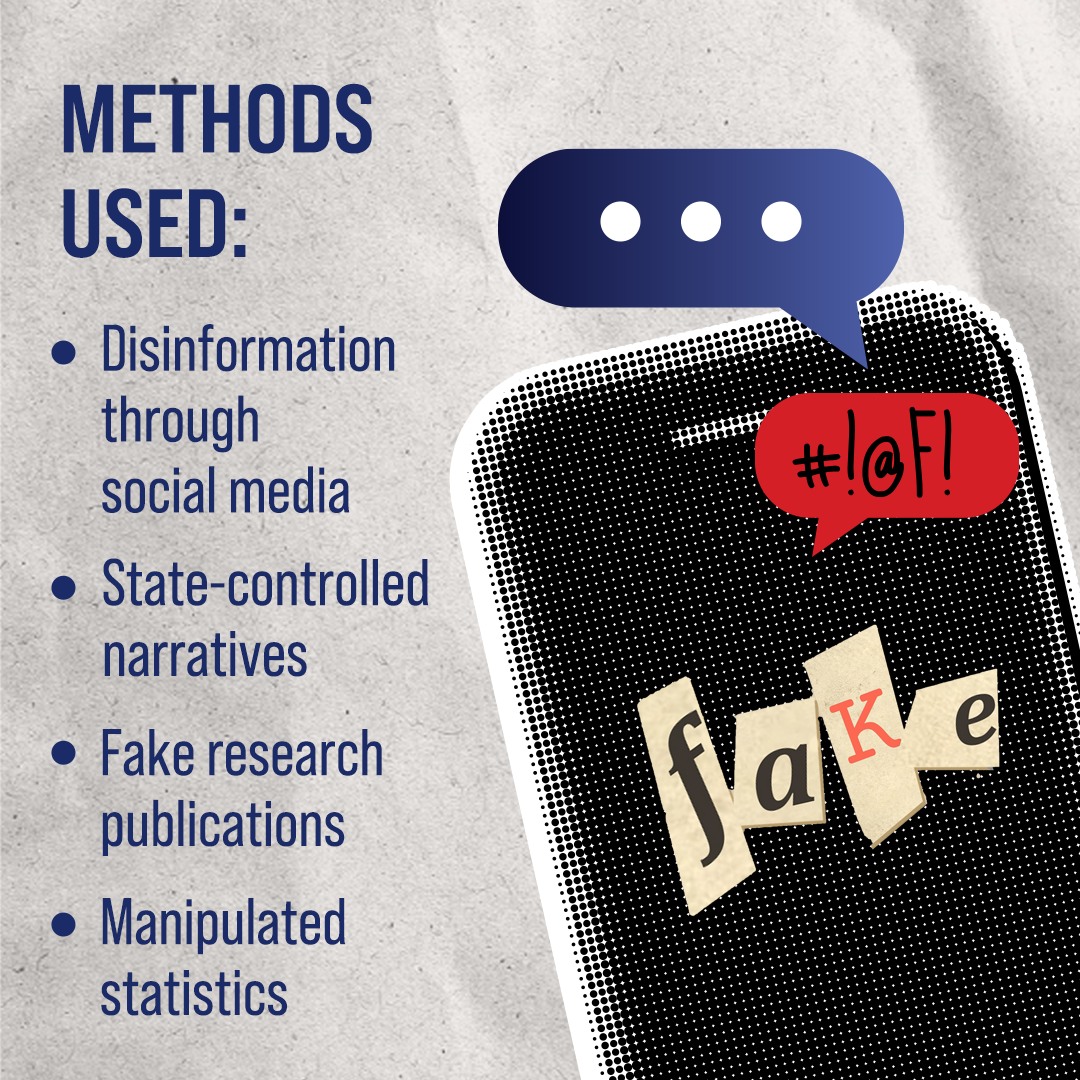 METHODS
USED:
• Disinformation
through
social media
• State-controlled
narratives
• Fake research
publications
• Manipulated
statistics
#!@F!
faKe